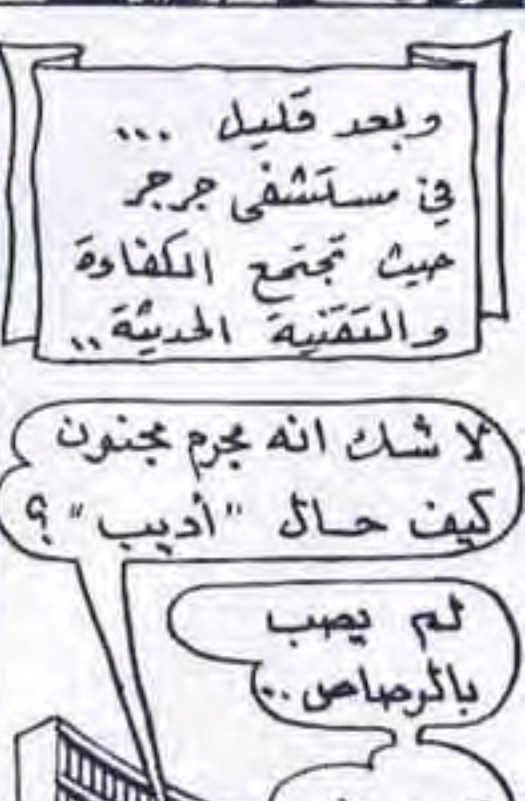 وبعد قليل ...
في مستشفى جرجر
حيث تجتمع الكفاءة
والتقنية الحديثة..
لا شك انه مجرم مجنون
كيف حال "أديب" ؟
لم يصب
بالرصاص..